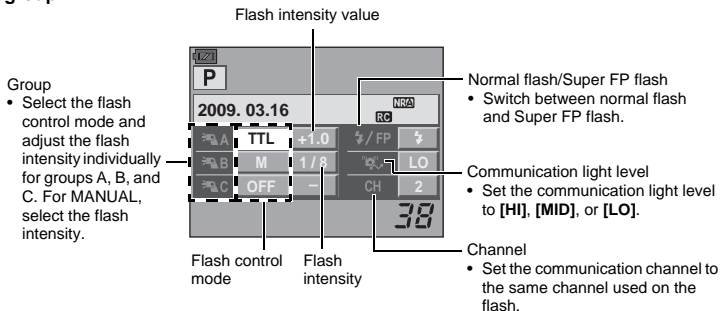 Flash intensity value
Group
• Select the flash
control mode and
adjust the flash
intensity individually
for groups A, B, and
C. For MANUAL,
select the flash
intensity.
P
2009. 03.16
RC
NR
A TTL +1.0 /FP
B M 1 / 8 LO
C OFF – CH 2
38
Flash control
mode
Flash
intensity
Normal flash/Super FP flash
• Switch between normal flash
and Super FP flash.
Communication light level
• Set the communication light level
to [HI], [MID], or [LO].
Channel
• Set the communication channel to
the same channel used on the
flash.